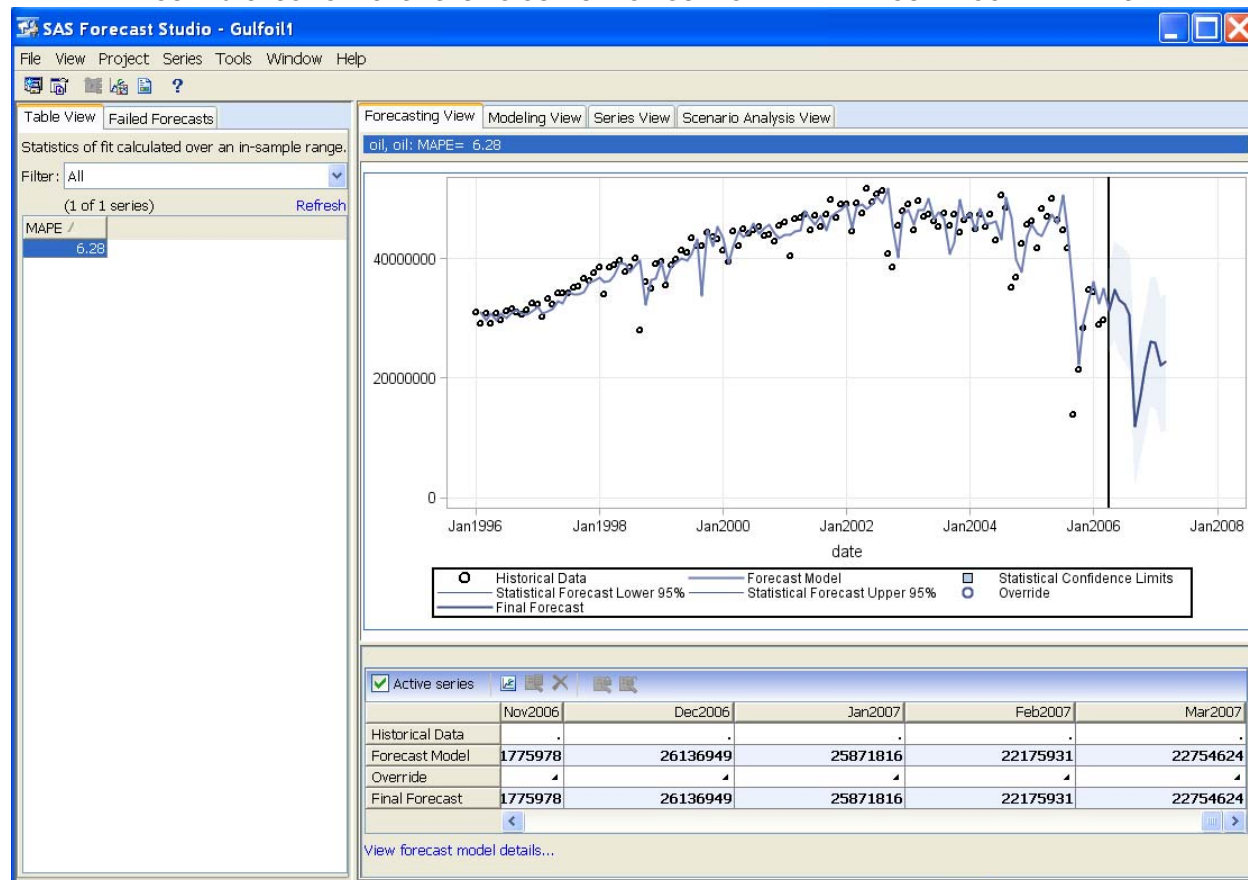 SAS Forecast Studio - Gulfoil1
File View Project Series Tools Window Help
?
Table View Failed Forecasts
Statistics of fit calculated over an in-sample range.
Filter: All
(1 of 1 series) Refresh
MAPE /
6.28
Forecasting View Modeling View Series View Scenario Analysis View
oil, oil: MAPE= 6.28
40000000
20000000
0
Jan1996 Jan1998 Jan2000 Jan2002 Jan2004 Jan2006 Jan2008
date
Historical Data Forecast Model Statistical Confidence Limits
Statistical Forecast Lower 95% Statistical Forecast Upper 95% Override
Final Forecast
Active series
Nov2006 Dec2006 Jan2007 Feb2007 Mar2007
Historical Data . . . . .
Forecast Model 1775978 26136949 25871816 22175931 22754624
Override
Final Forecast 1775978 26136949 25871816 22175931 22754624
View forecast model details...